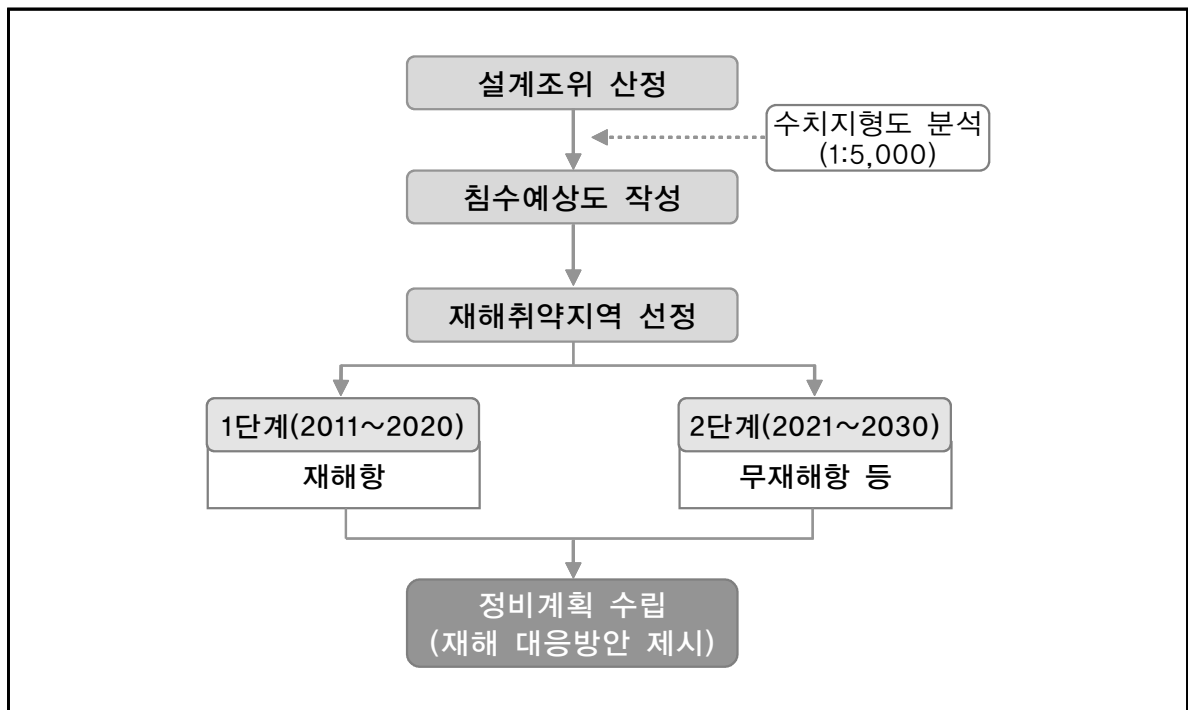 설계조위 산정
수치지형도 분석
(1:5,000)
침수예상도 작성
재해취약지역 선정
1단계(2011～2020)
재해항
2단계(2021～2030)
무재해항 등
정비계획 수립
(재해 대응방안 제시)